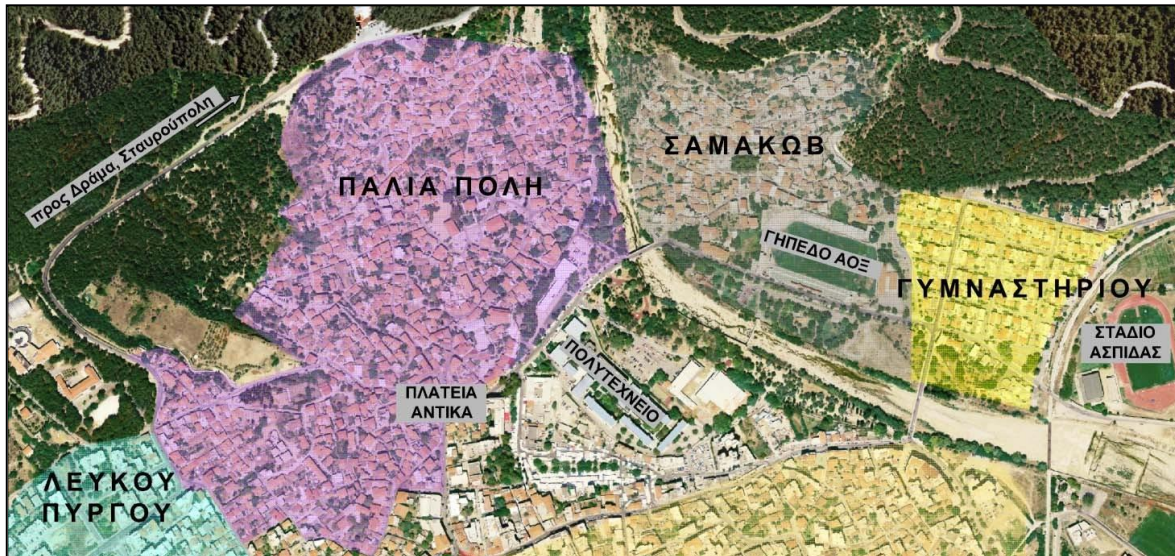 προς Δράμα, Σταυρούπολη
ΠΑΛΙΑ ΠΟΛΗ
ΣΑΜΑΚΩΒ
ΓΗΠΕΔΟ ΑΟΞ
ΓΥΜΝΑΣΤΗΡΙΟΥ
ΣΤΑΔΙΟ
ΑΣΠΙΔΑΣ
ΠΟΛΥΤΕΧΝΕΙΟ
ΠΛΑΤΕΙΑ
ΑΝΤΙΚΑ
ΛΕΥΚΟΥ
ΠΥΡΓΟΥ